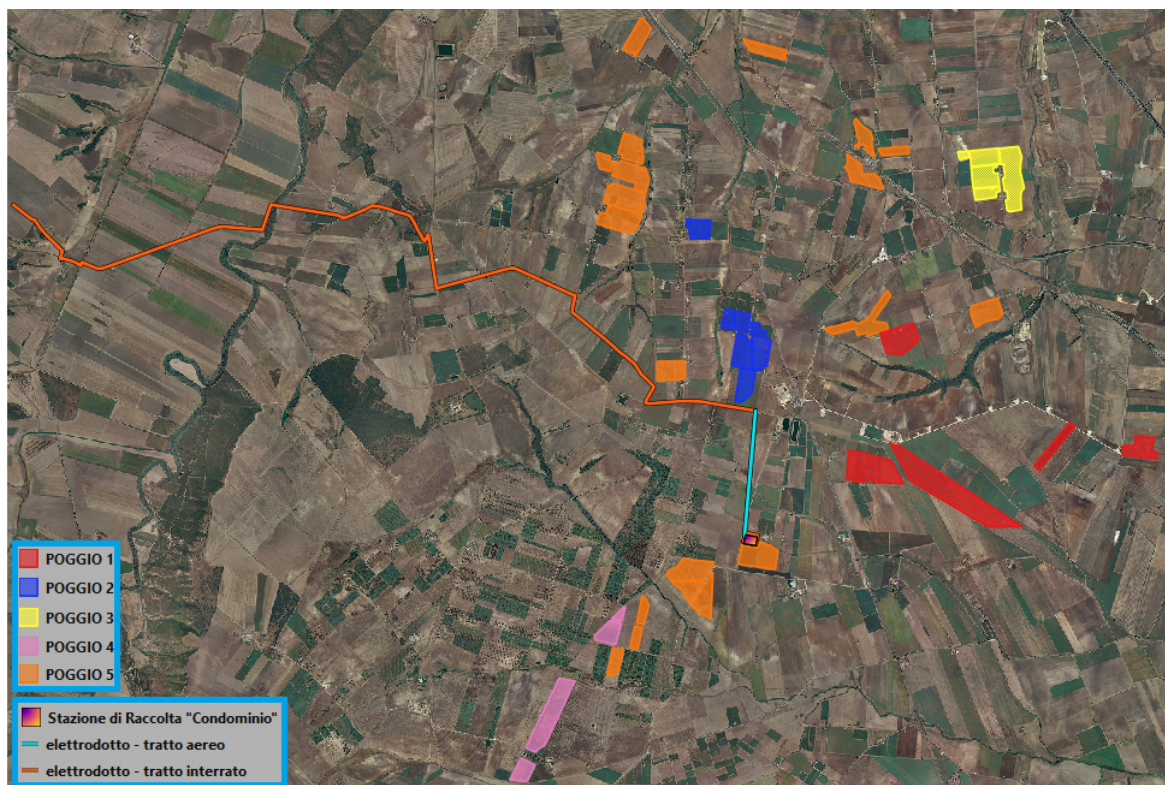 POGGIO 1
POGGIO 2
POGGIO 3
POGGIO 4
POGGIO 5
Stazione di Raccolta "Condominio"
elettrodotto - tratto aereo
elettrodotto - tratto interrato